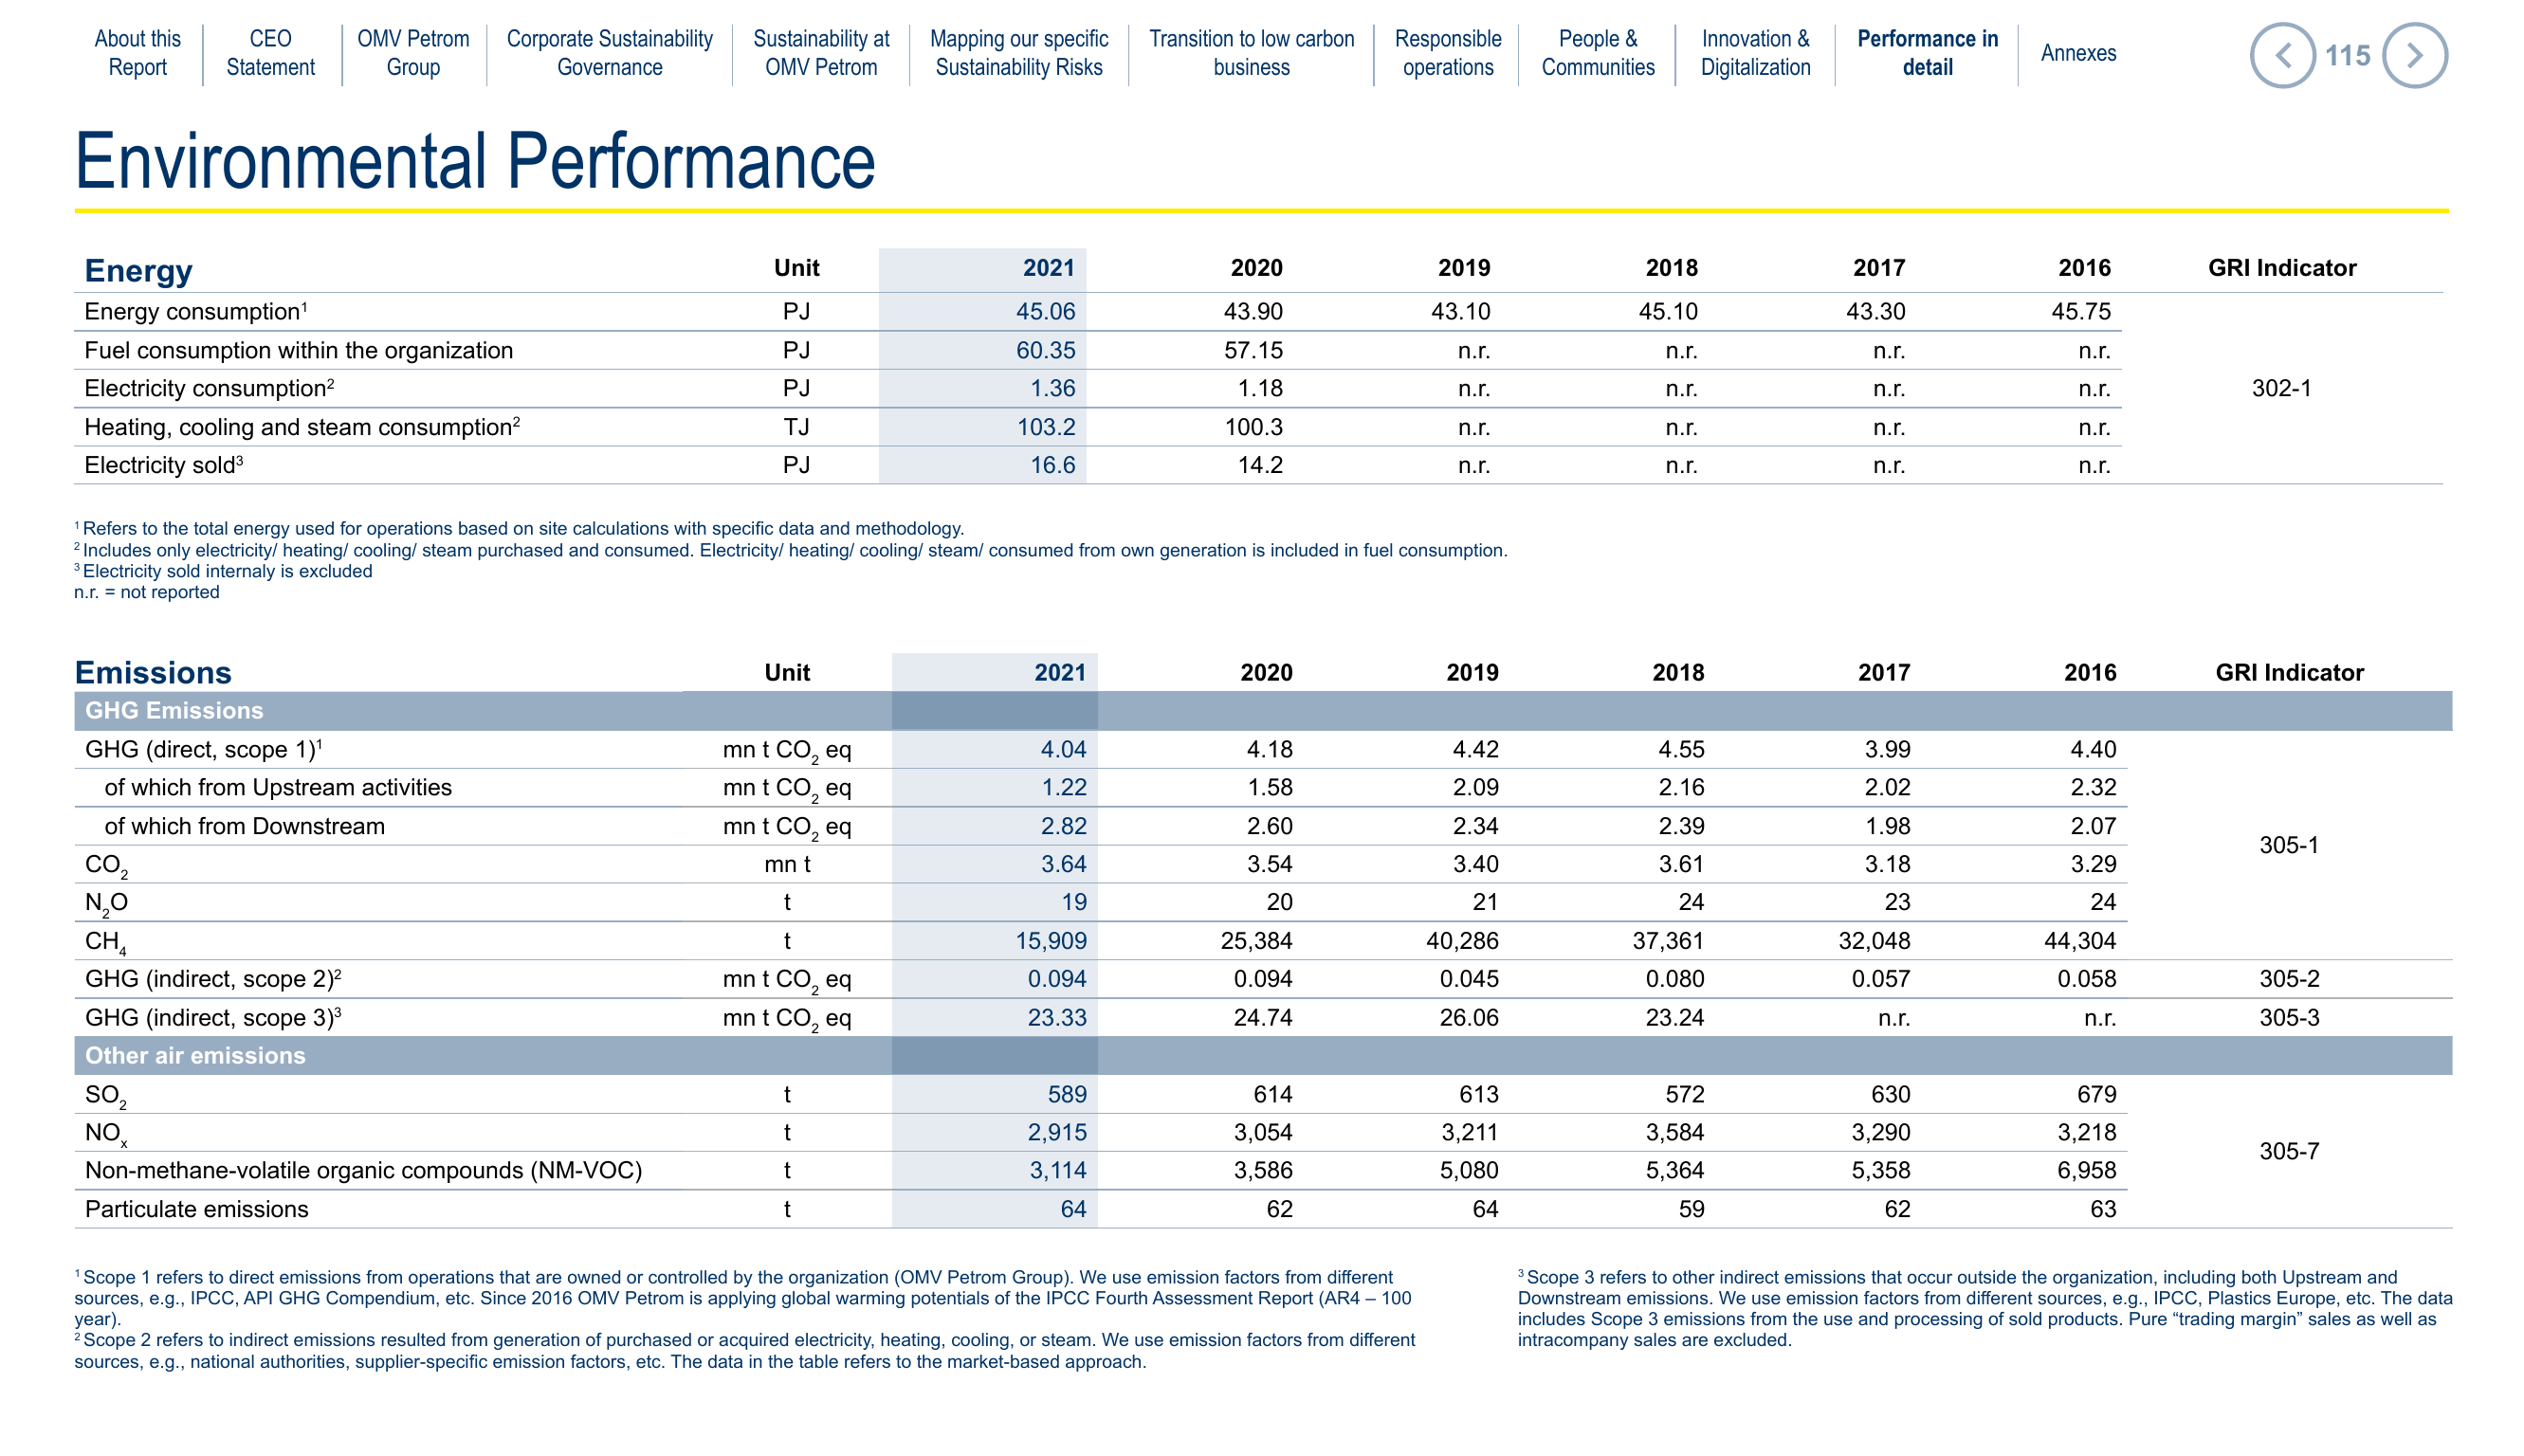 About this Report
CEO Statement
OMV Petrom Group
Corporate Sustainability Governance
Sustainability at OMV Petrom
Mapping our specific Sustainability Risks
Transition to low carbon business
Responsible operations
People & Communities
Innovation & Digitalization
Performance in detail
Annexes
115
Environmental Performance
Energy Unit 2021 2020 2019 2018 2017 2016 GRI Indicator
Energy consumption¹ PJ 45.06 43.90 43.10 45.10 43.30 45.75
Fuel consumption within the organization PJ 60.35 57.15 n.r. n.r. n.r. n.r.
Electricity consumption² PJ 1.36 1.18 n.r. n.r. n.r. n.r. 302-1
Heating, cooling and steam consumption² TJ 103.2 100.3 n.r. n.r. n.r. n.r.
Electricity sold³ PJ 16.6 14.2 n.r. n.r. n.r. n.r.
¹ Refers to the total energy used for operations based on site calculations with specific data and methodology.
² Includes only electricity/ heating/ cooling/ steam purchased and consumed. Electricity/ heating/ cooling/ steam/ consumed from own generation is included in fuel consumption.
³ Electricity sold internaly is excluded
n.r. = not reported
Emissions Unit 2021 2020 2019 2018 2017 2016 GRI Indicator
GHG Emissions
GHG (direct, scope 1)¹ mn t CO₂ eq 4.04 4.18 4.42 4.55 3.99 4.40
of which from Upstream activities mn t CO₂ eq 1.22 1.58 2.09 2.16 2.02 2.32
of which from Downstream mn t CO₂ eq 2.82 2.60 2.34 2.39 1.98 2.07
305-1
CO₂ mn t 3.64 3.54 3.40 3.61 3.18 3.29
N₂O t 19 20 21 24 23 24
CH₄ t 15,909 25,384 40,286 37,361 32,048 44,304
GHG (indirect, scope 2)² mn t CO₂ eq 0.094 0.094 0.045 0.080 0.057 0.058 305-2
GHG (indirect, scope 3)³ mn t CO₂ eq 23.33 24.74 26.06 23.24 n.r. n.r. 305-3
Other air emissions
SO₂ t 589 614 613 572 630 679
NOₓ t 2,915 3,054 3,211 3,584 3,290 3,218
305-7
Non-methane-volatile organic compounds (NM-VOC) t 3,114 3,586 5,080 5,364 5,358 6,958
Particulate emissions t 64 62 64 59 62 63
¹ Scope 1 refers to direct emissions from operations that are owned or controlled by the organization (OMV Petrom Group). We use emission factors from different
sources, e.g., IPCC, API GHG Compendium, etc. Since 2016 OMV Petrom is applying global warming potentials of the IPCC Fourth Assessment Report (AR4 – 100
year).
² Scope 2 refers to indirect emissions resulted from generation of purchased or acquired electricity, heating, cooling, or steam. We use emission factors from different
sources, e.g., national authorities, supplier-specific emission factors, etc. The data in the table refers to the market-based approach.
³ Scope 3 refers to other indirect emissions that occur outside the organization, including both Upstream and
Downstream emissions. We use emission factors from different sources, e.g., IPCC, Plastics Europe, etc. The data
includes Scope 3 emissions from the use and processing of sold products. Pure “trading margin” sales as well as
intracompany sales are excluded.